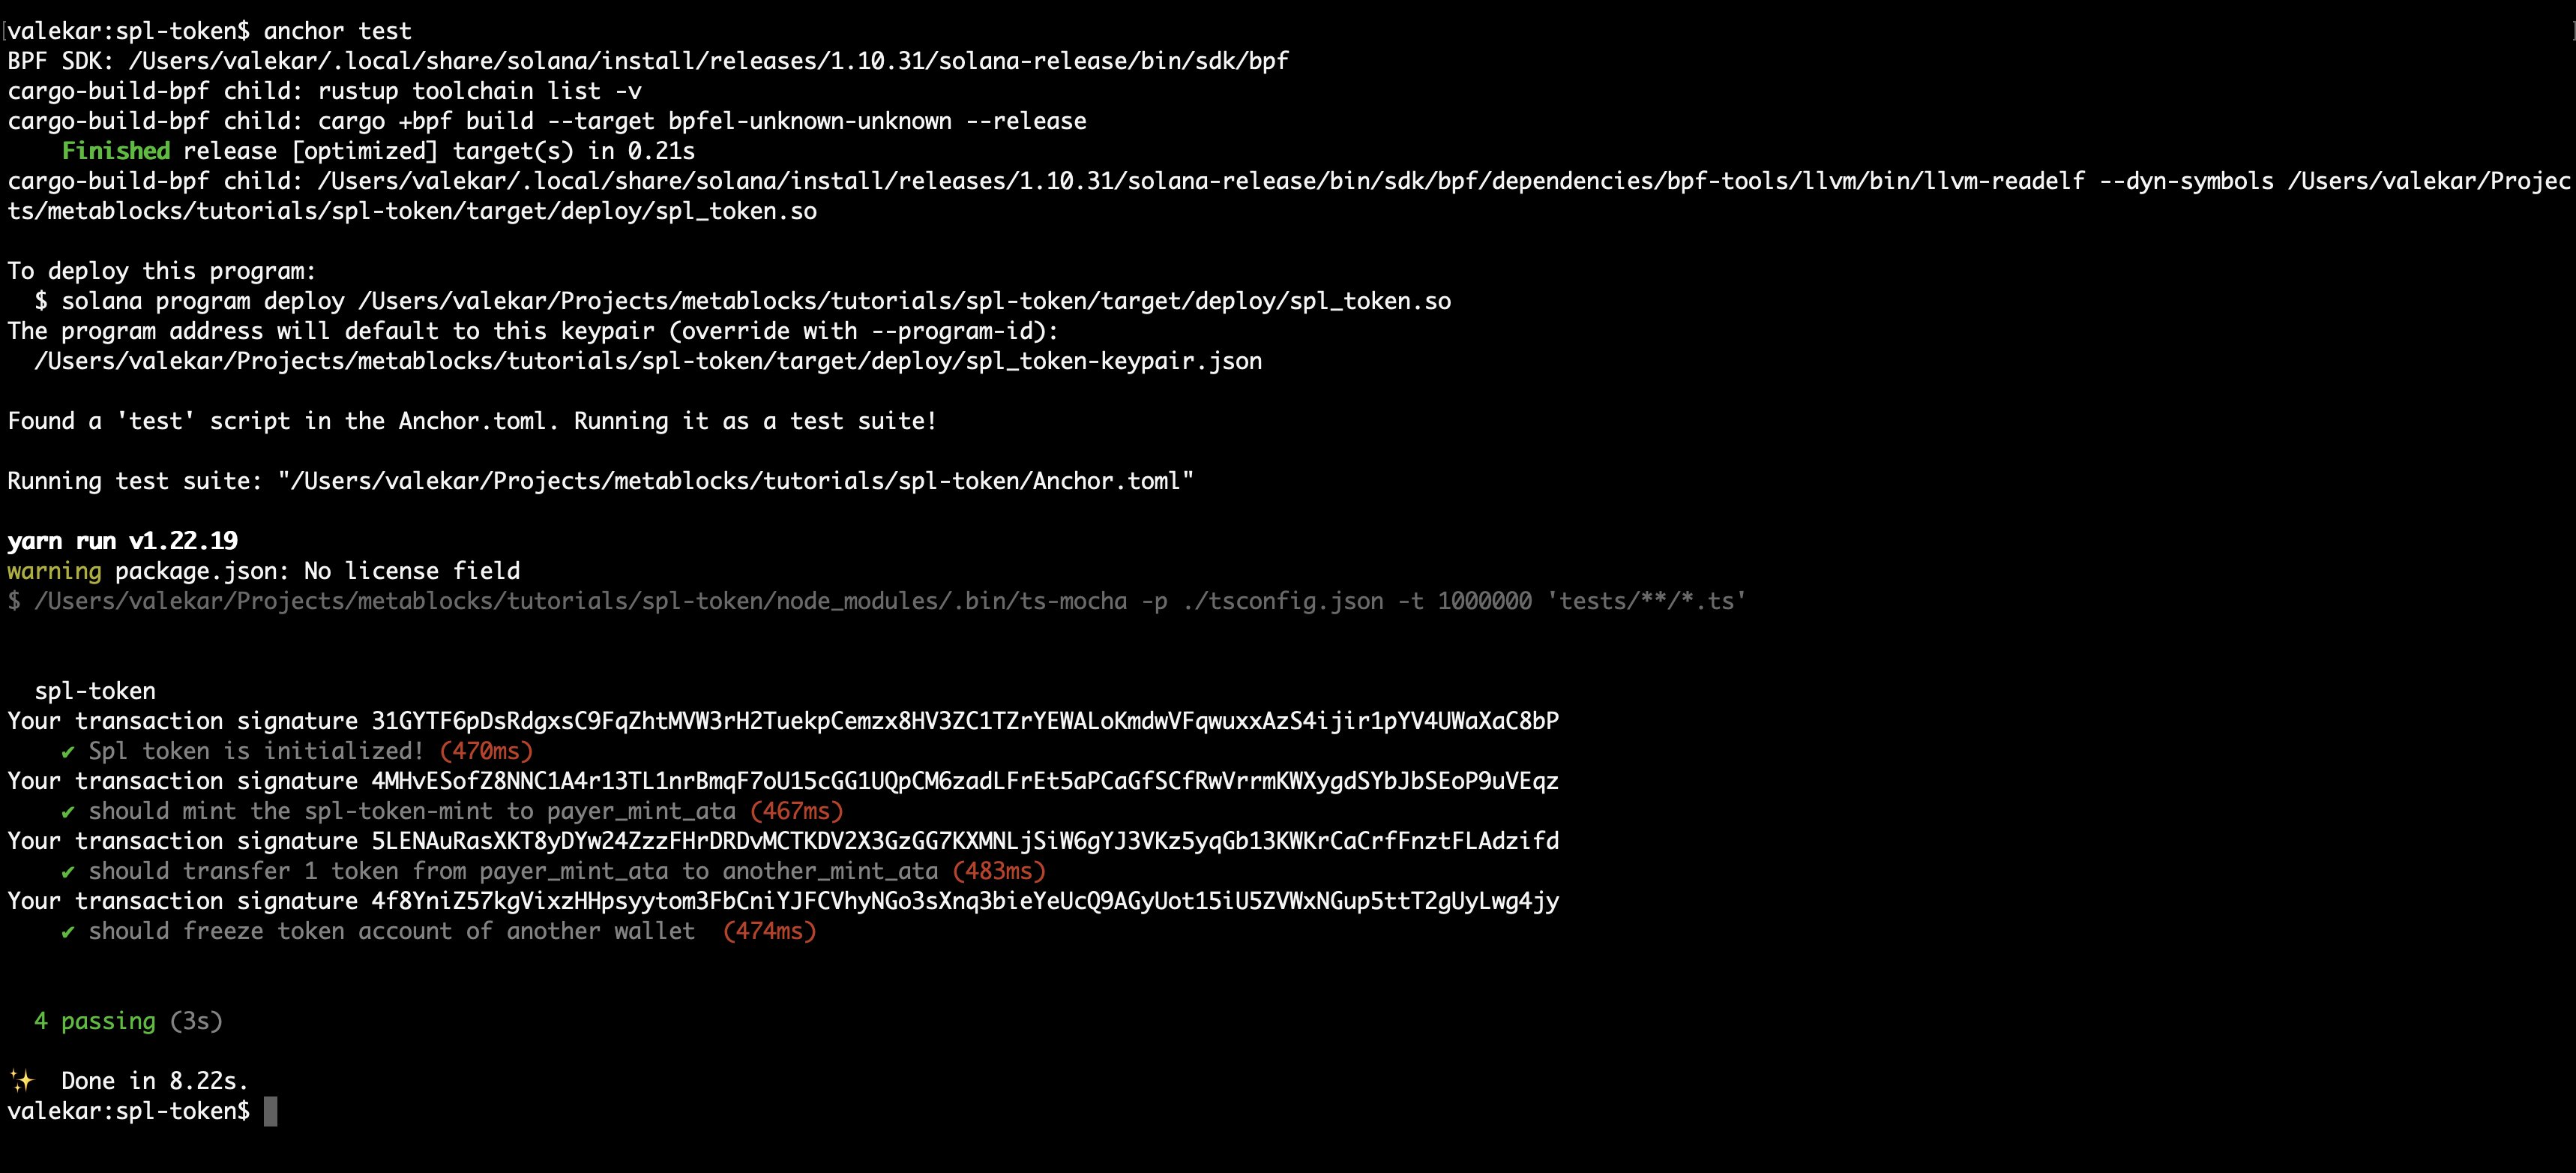 valekar:spl-token$ anchor test
BPF SDK: /Users/valekar/.local/share/solana/install/releases/1.10.31/solana-release/bin/sdk/bpf
cargo-build-bpf child: rustup toolchain list -v
cargo-build-bpf child: cargo +bpf build --target bpfel-unknown-unknown --release
    Finished release [optimized] target(s) in 0.21s
cargo-build-bpf child: /Users/valekar/.local/share/solana/install/releases/1.10.31/solana-release/bin/sdk/bpf/dependencies/bpf-tools/llvm/bin/llvm-readelf --dyn-symbols /Users/valekar/Projec
ts/metablocks/tutorials/spl-token/target/deploy/spl_token.so

To deploy this program:
  $ solana program deploy /Users/valekar/Projects/metablocks/tutorials/spl-token/target/deploy/spl_token.so
The program address will default to this keypair (override with --program-id):
  /Users/valekar/Projects/metablocks/tutorials/spl-token/target/deploy/spl_token-keypair.json

Found a 'test' script in the Anchor.toml. Running it as a test suite!

Running test suite: "/Users/valekar/Projects/metablocks/tutorials/spl-token/Anchor.toml"

yarn run v1.22.19
warning package.json: No license field
$ /Users/valekar/Projects/metablocks/tutorials/spl-token/node_modules/.bin/ts-mocha -p ./tsconfig.json -t 1000000 'tests/**/*.ts'

  spl-token
Your transaction signature 31GYTF6pDsRdgxsC9FqZhtMVW3rH2TuekpCemzx8HV3ZC1TZrYEWALoKmdwVFqwuxxAzS4ijir1pYV4UWaXaC8bP
    ✔ Spl token is initialized! (470ms)
Your transaction signature 4MHvESofZ8NNC1A4r13TL1nrBmqF7oU15cGG1UQpCM6zadLFrEt5aPCaGfSCfRwVrrmKWXygdSYbJbSEoP9uVEqz
    ✔ should mint the spl-token-mint to payer_mint_ata (467ms)
Your transaction signature 5LENAuRasXKT8yDYw24ZzzFHrDRDvMCTKDV2X3GzGG7KXMNLjSiW6gYJ3VKz5yqGb13KWKrCaCrfFnztFLAdzifd
    ✔ should transfer 1 token from payer_mint_ata to another_mint_ata (483ms)
Your transaction signature 4f8YniZ57kgVixzHHpsyytom3FbCniYJFCVhyNGo3sXnq3bieYeUcQ9AGyUot15iU5ZVWxNGup5ttT2gUyLwg4jy
    ✔ should freeze token account of another wallet  (474ms)

  4 passing (3s)

✨  Done in 8.22s.
valekar:spl-token$